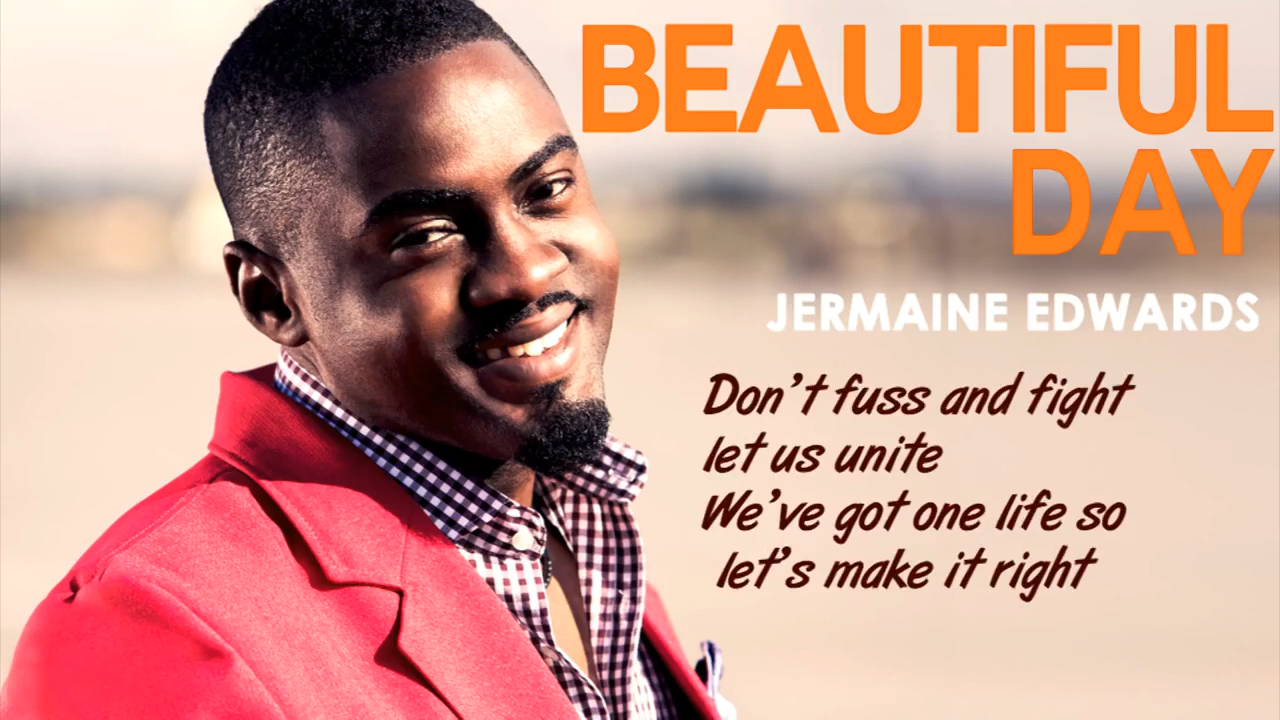 BEAUTIFUL
DAY
JERMAINE EDWARDS
Don't fuss and fight
let us unite
We've got one life so
let's make it right